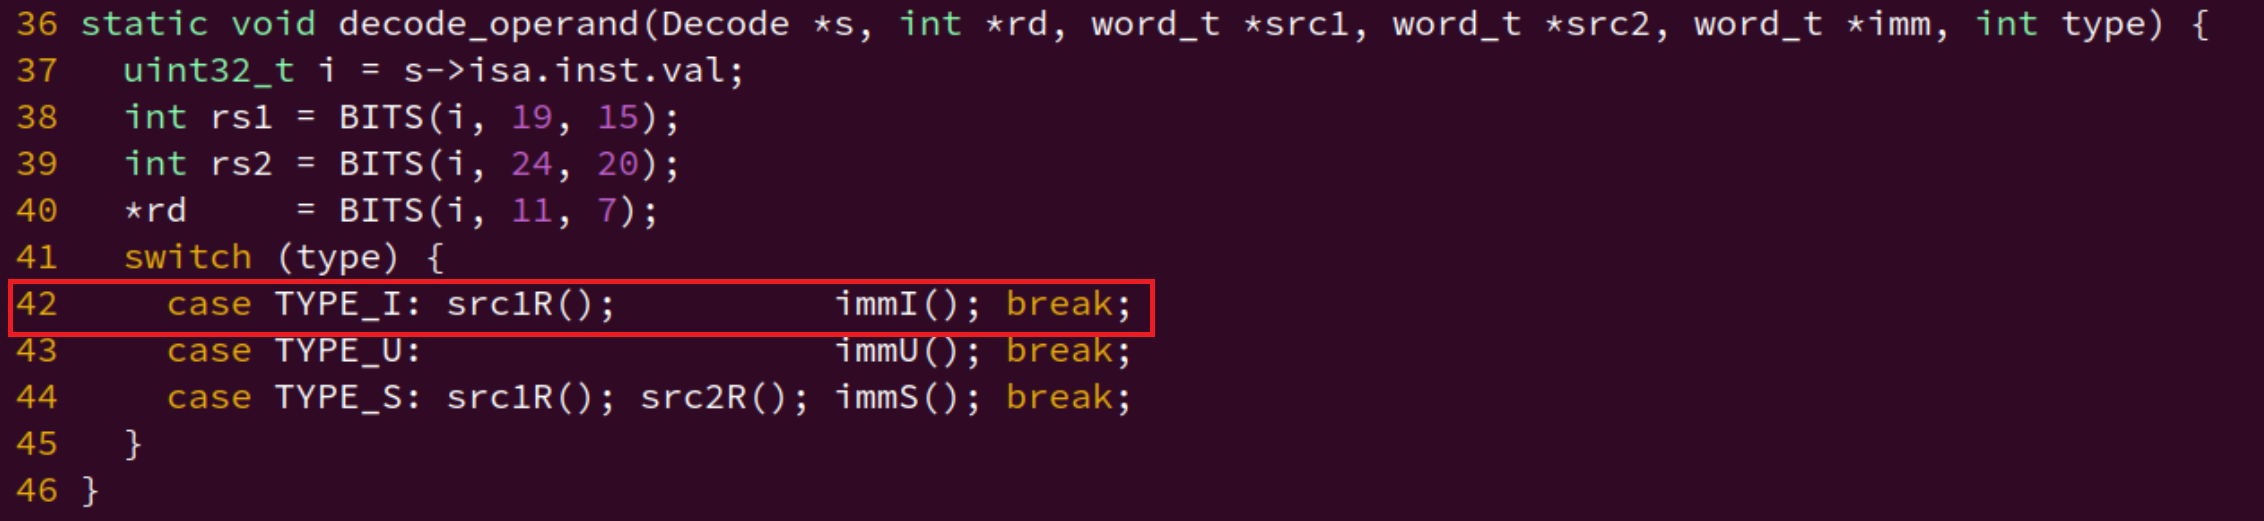 36 static void decode_operand(Decode *s, int *rd, word_t *src1, word_t *src2, word_t *imm, int type) {
37   uint32_t i = s->isa.inst.val;
38   int rs1 = BITS(i, 19, 15);
39   int rs2 = BITS(i, 24, 20);
40   *rd     = BITS(i, 11, 7);
41   switch (type) {
42     case TYPE_I: src1R();          immI(); break;
43     case TYPE_U:                   immU(); break;
44     case TYPE_S: src1R(); src2R(); immS(); break;
45   }
46 }